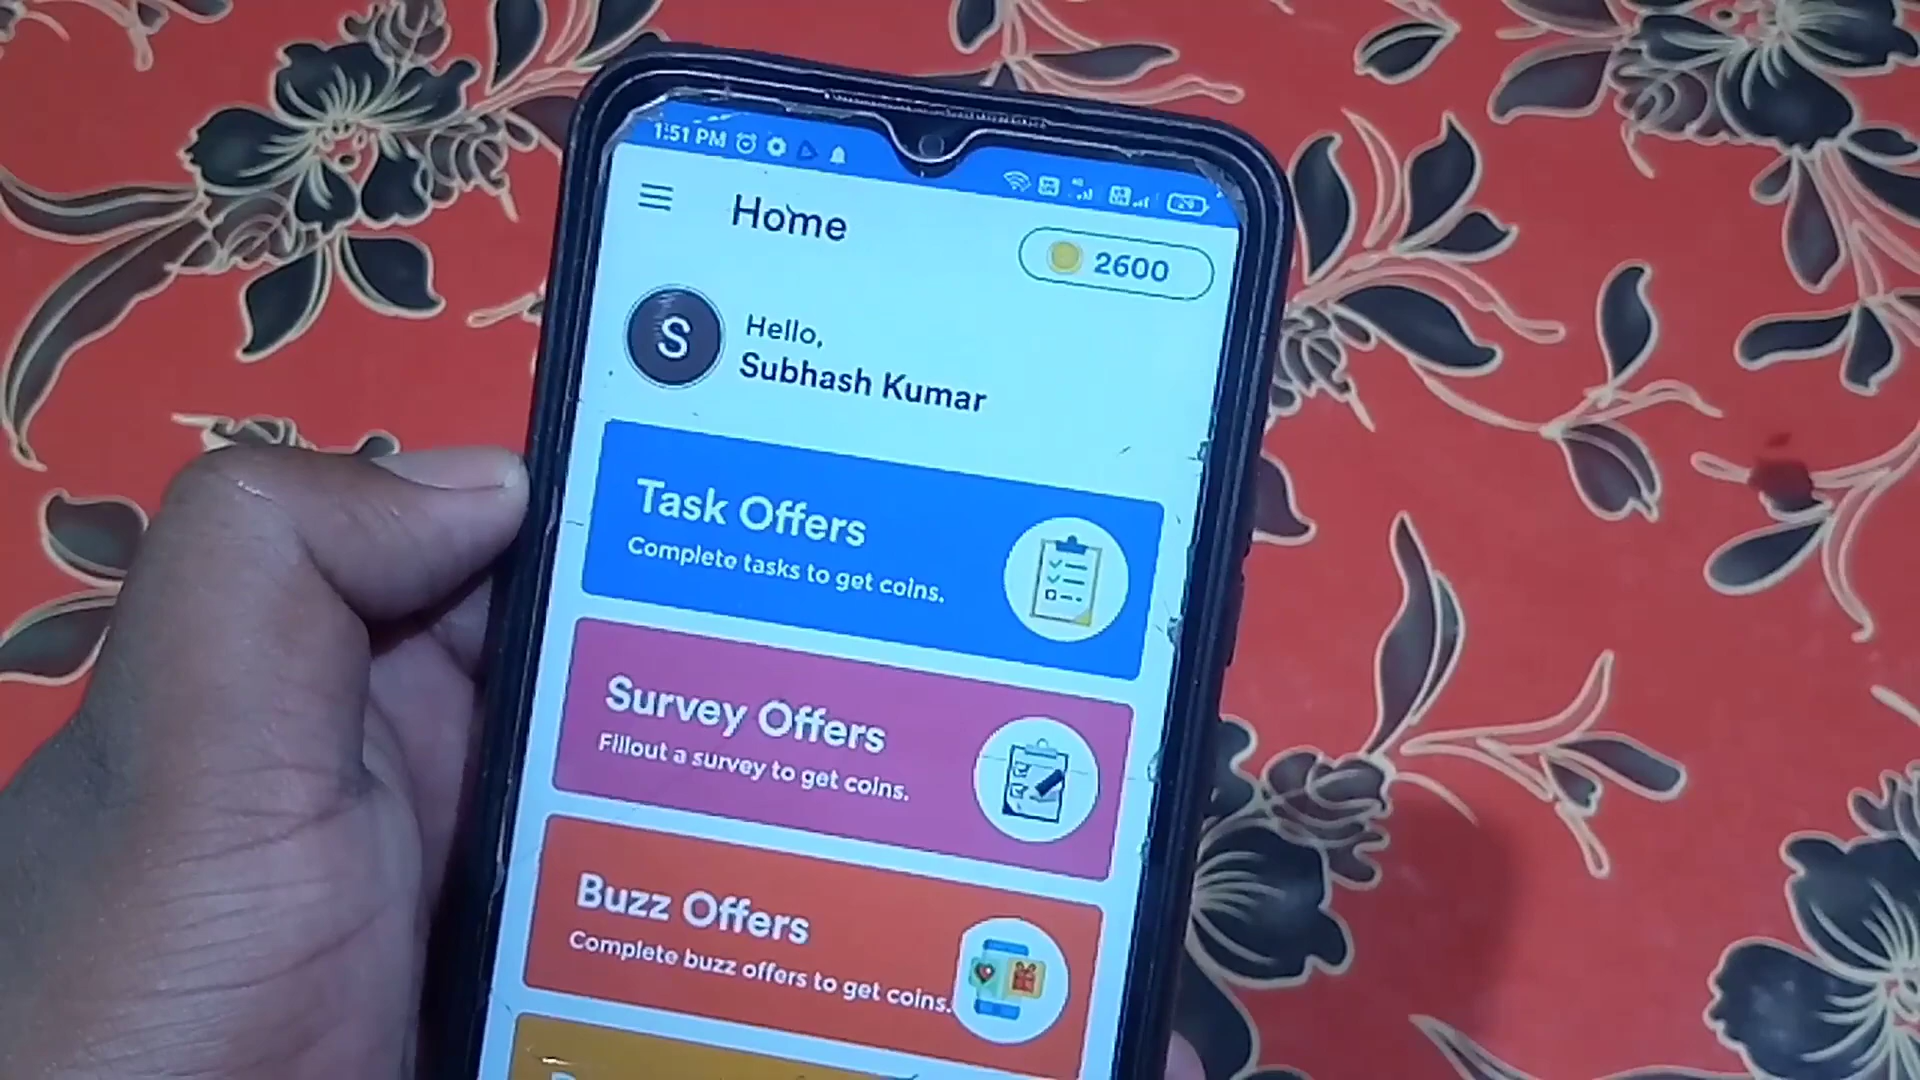 1:51 PM
Home
2600
S
Hello,
Subhash Kumar
Task Offers
Complete tasks to get coins.
Survey Offers
Fillout a survey to get coins.
Buzz Offers
Complete buzz offers to get coins.